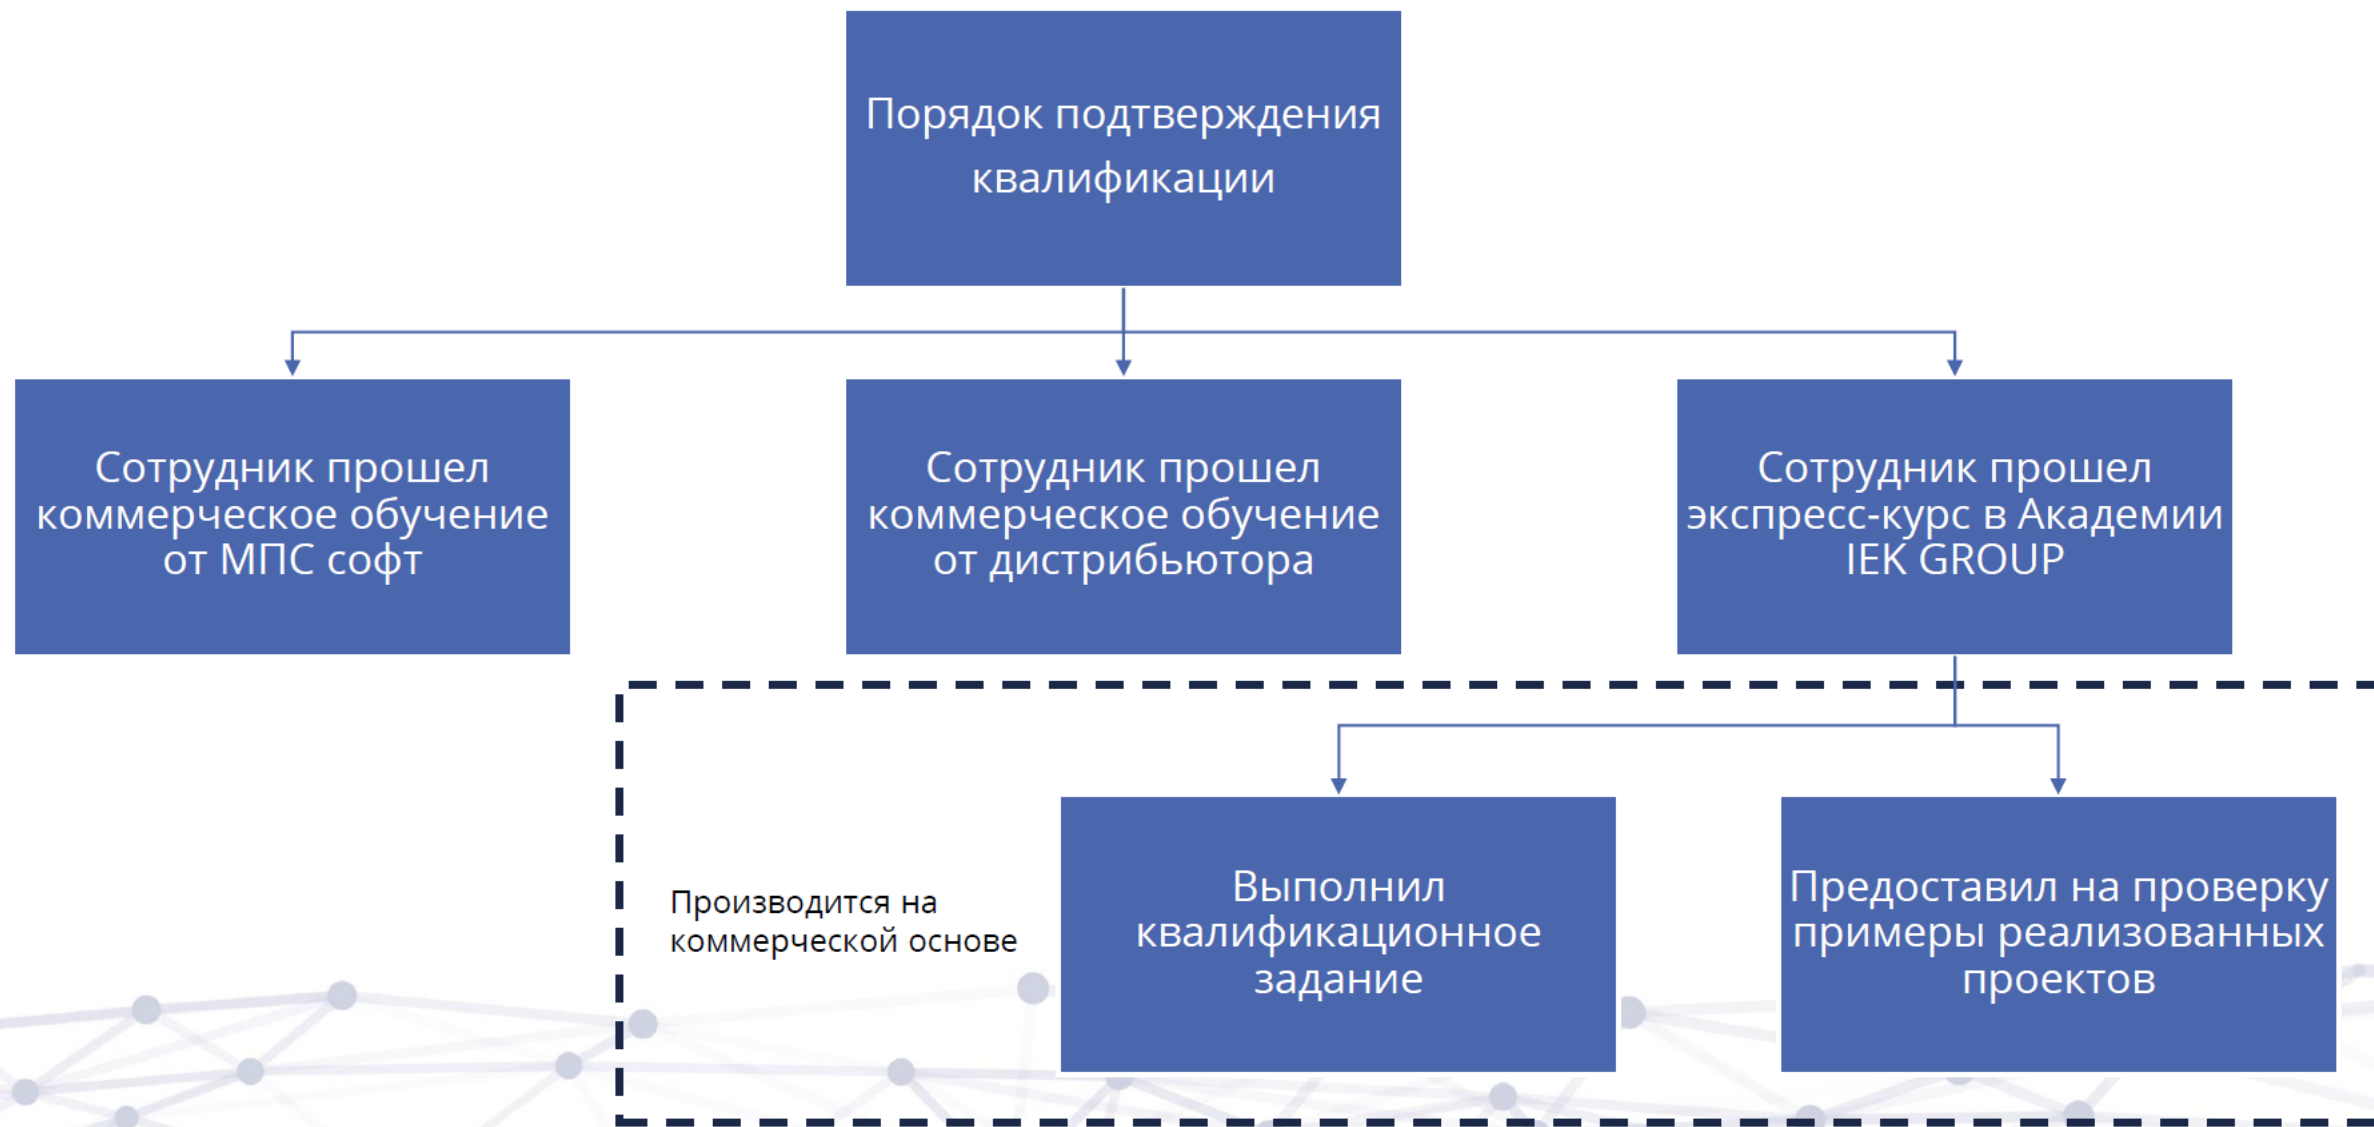 Порядок подтверждения
квалификации
Сотрудник прошел
коммерческое обучение
от МПС софт
Сотрудник прошел
коммерческое обучение
от дистрибьютора
Сотрудник прошел
экспресс-курс в Академии
IEK GROUP
Производится на
коммерческой основе
Выполнил
квалификационное
задание
Предоставил на проверку
примеры реализованных
проектов